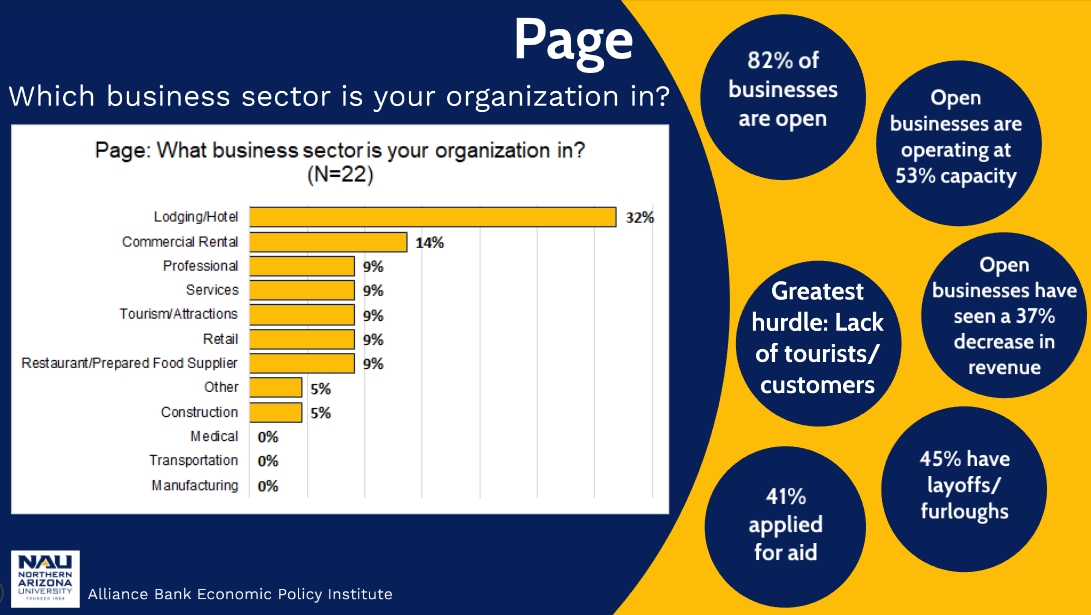 Page
Which business sector is your organization in?
Page: What business sector is your organization in?
(N=22)
Lodging/Hotel 32%
Commercial Rental 14%
Professional 9%
Services 9%
Tourism/Attractions 9%
Retail 9%
Restaurant/Prepared Food Supplier 9%
Other 5%
Construction 5%
Medical 0%
Transportation 0%
Manufacturing 0%
82% of
businesses
are open
Open
businesses are
operating at
53% capacity
Open
businesses have
seen a 37%
decrease in
revenue
Greatest
hurdle: Lack
of tourists/
customers
45% have
layoffs/
furloughs
41%
applied
for aid
NAU
NORTHERN
ARIZONA
UNIVERSITY
FOUNDED 1899
Alliance Bank Economic Policy Institute